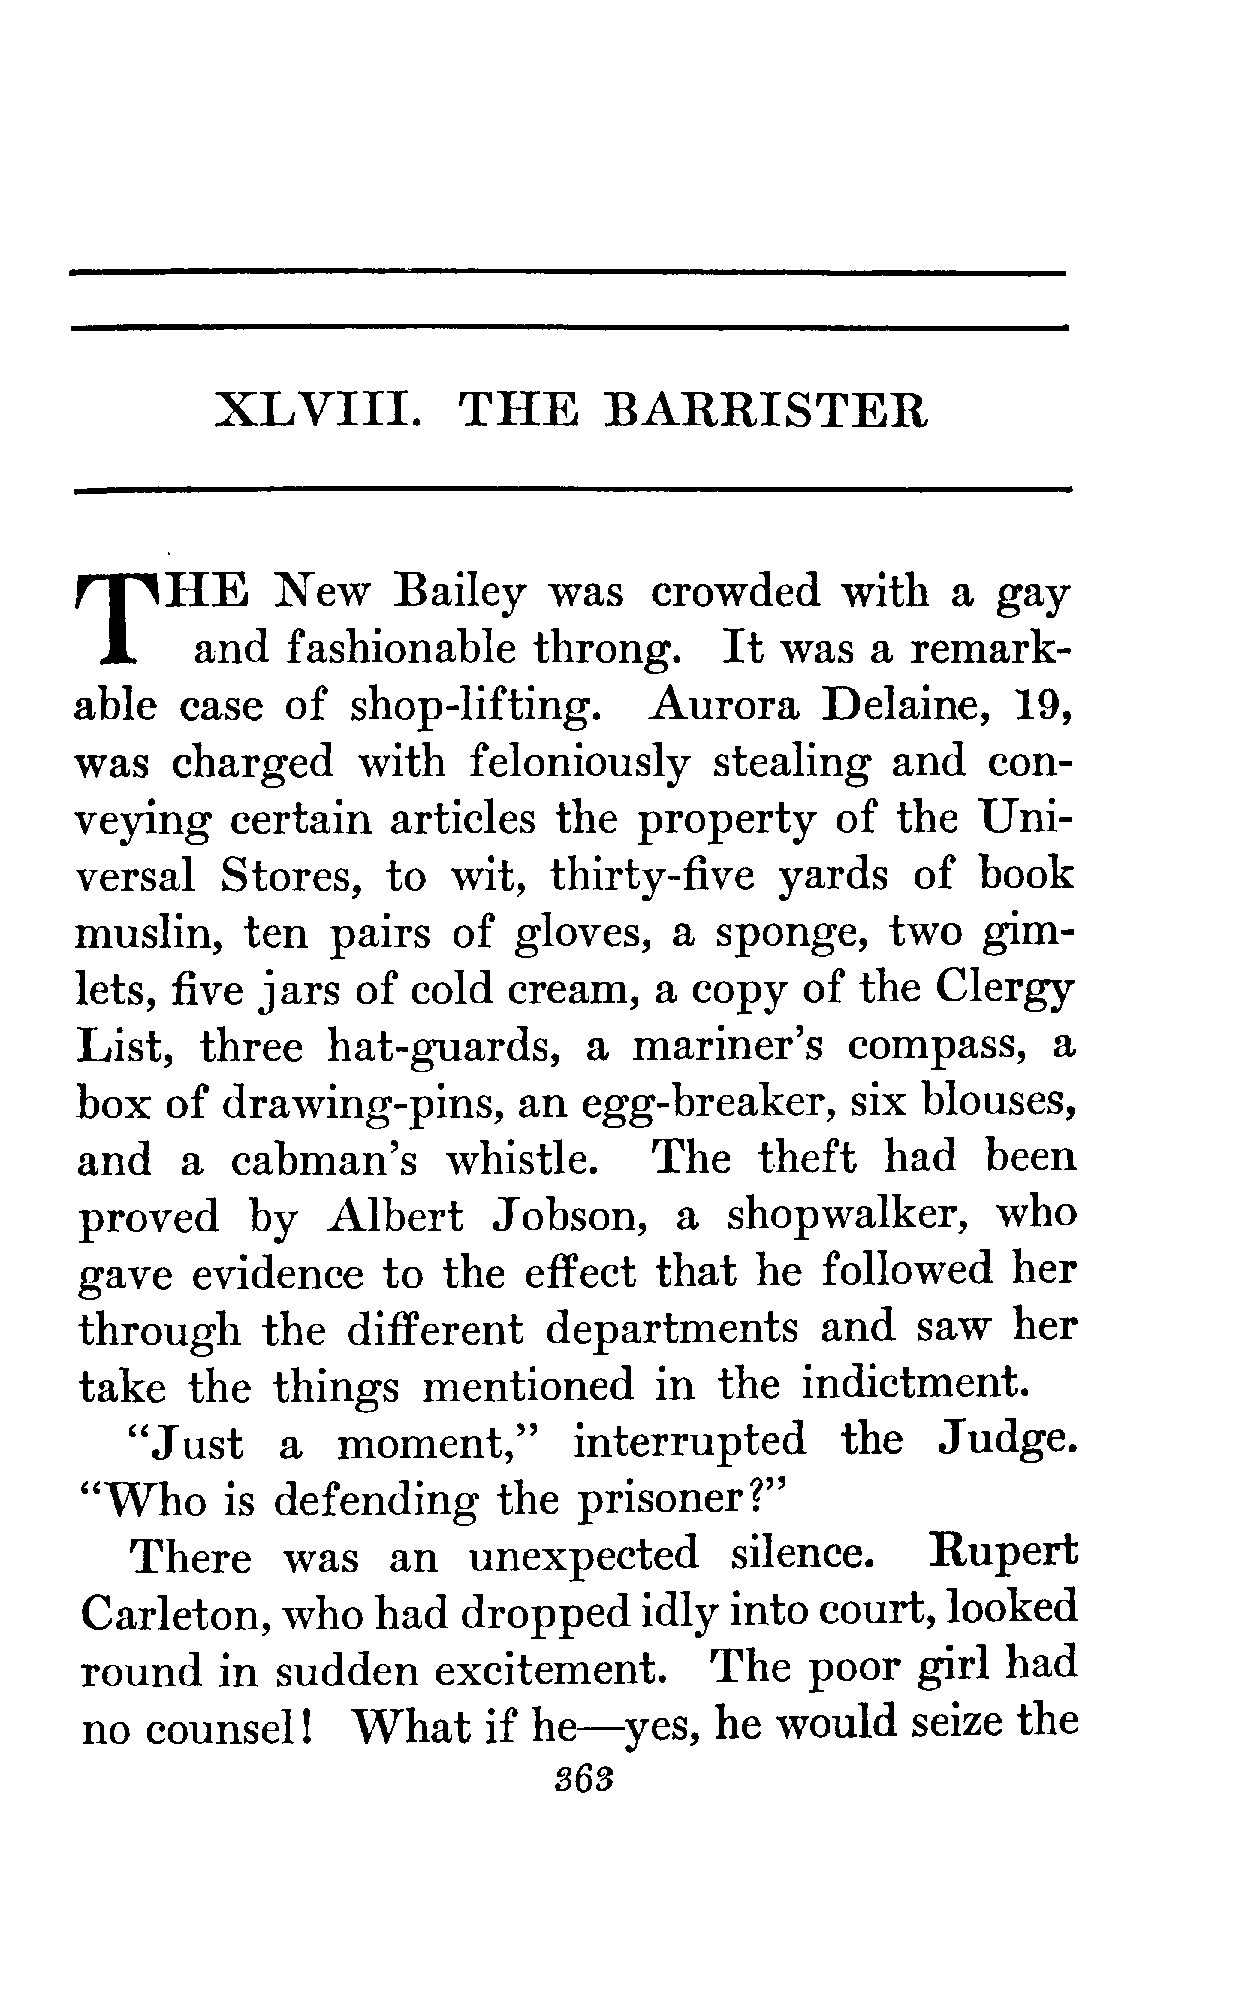 XLVIII. THE BARRISTER
THE New Bailey was crowded with a gay
and fashionable throng. It was a remark-
able case of shop-lifting. Aurora Delaine, 19,
was charged with feloniously stealing and con-
veying certain articles the property of the Uni-
versal Stores, to wit, thirty-five yards of book
muslin, ten pairs of gloves, a sponge, two gim-
lets, five jars of cold cream, a copy of the Clergy
List, three hat-guards, a mariner's compass, a
box of drawing-pins, an egg-breaker, six blouses,
and a cabman's whistle. The theft had been
proved by Albert Jobson, a shopwalker, who
gave evidence to the effect that he followed her
through the different departments and saw her
take the things mentioned in the indictment.
"Just a moment," interrupted the Judge.
"Who is defending the prisoner?"
There was an unexpected silence. Rupert
Carleton, who had dropped idly into court, looked
round in sudden excitement. The poor girl had
no counsel! What if he—yes, he would seize the
363